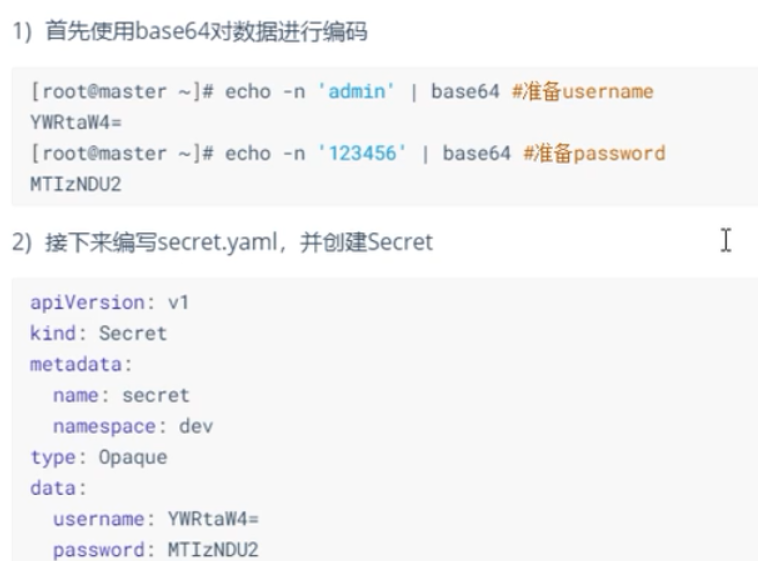 1) 首先使用base64对数据进行编码
[root@master ~]# echo -n 'admin' | base64 #准备username
YWRtaW4=
[root@master ~]# echo -n '123456' | base64 #准备password
MTIzNDU2
2) 接下来编写secret.yaml，并创建Secret
apiVersion: v1
kind: Secret
metadata:
  name: secret
  namespace: dev
type: Opaque
data:
  username: YWRtaW4=
  password: MTIzNDU2